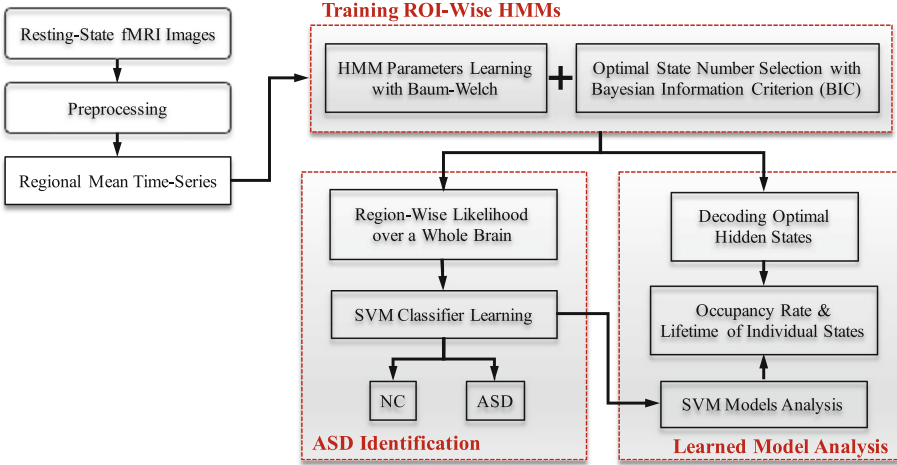 Training ROI-Wise HMMs
Resting-State fMRI Images
Preprocessing
Regional Mean Time-Series
HMM Parameters Learning
with Baum-Welch
+
Optimal State Number Selection with
Bayesian Information Criterion (BIC)
Region-Wise Likelihood
over a Whole Brain
SVM Classifier Learning
NC
ASD
ASD Identification
Decoding Optimal
Hidden States
Occupancy Rate &
Lifetime of Individual States
SVM Models Analysis
Learned Model Analysis